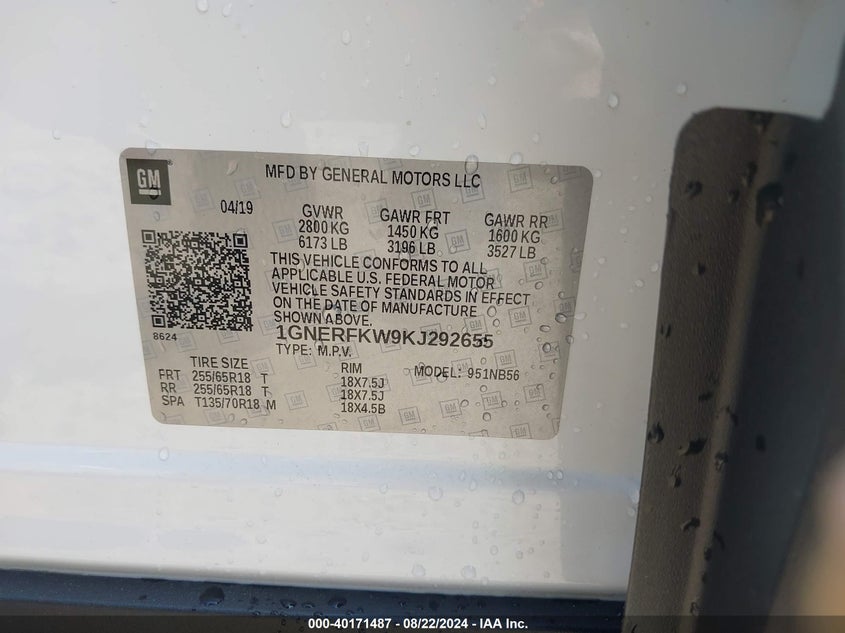 GM
MFD BY GENERAL MOTORS LLC
04/19
GVWR GAWR FRT GAWR RR
2800 KG 1450 KG 1600 KG
6173 LB 3196 LB 3527 LB
THIS VEHICLE CONFORMS TO ALL
APPLICABLE U.S. FEDERAL MOTOR
VEHICLE SAFETY STANDARDS IN EFFECT
ON THE DATE OF MANUFACTURE
SHOWN ABOVE.
8624
1GNERFKW9KJ292655
TYPE: M.P.V.
TIRE SIZE RIM MODEL: 951NB56
FRT 255/65R18 T 18X7.5J
RR 255/65R18 T 18X7.5J
SPA T135/70R18 M 18X4.5B
000-40171487 - 08/22/2024 - IAA Inc.